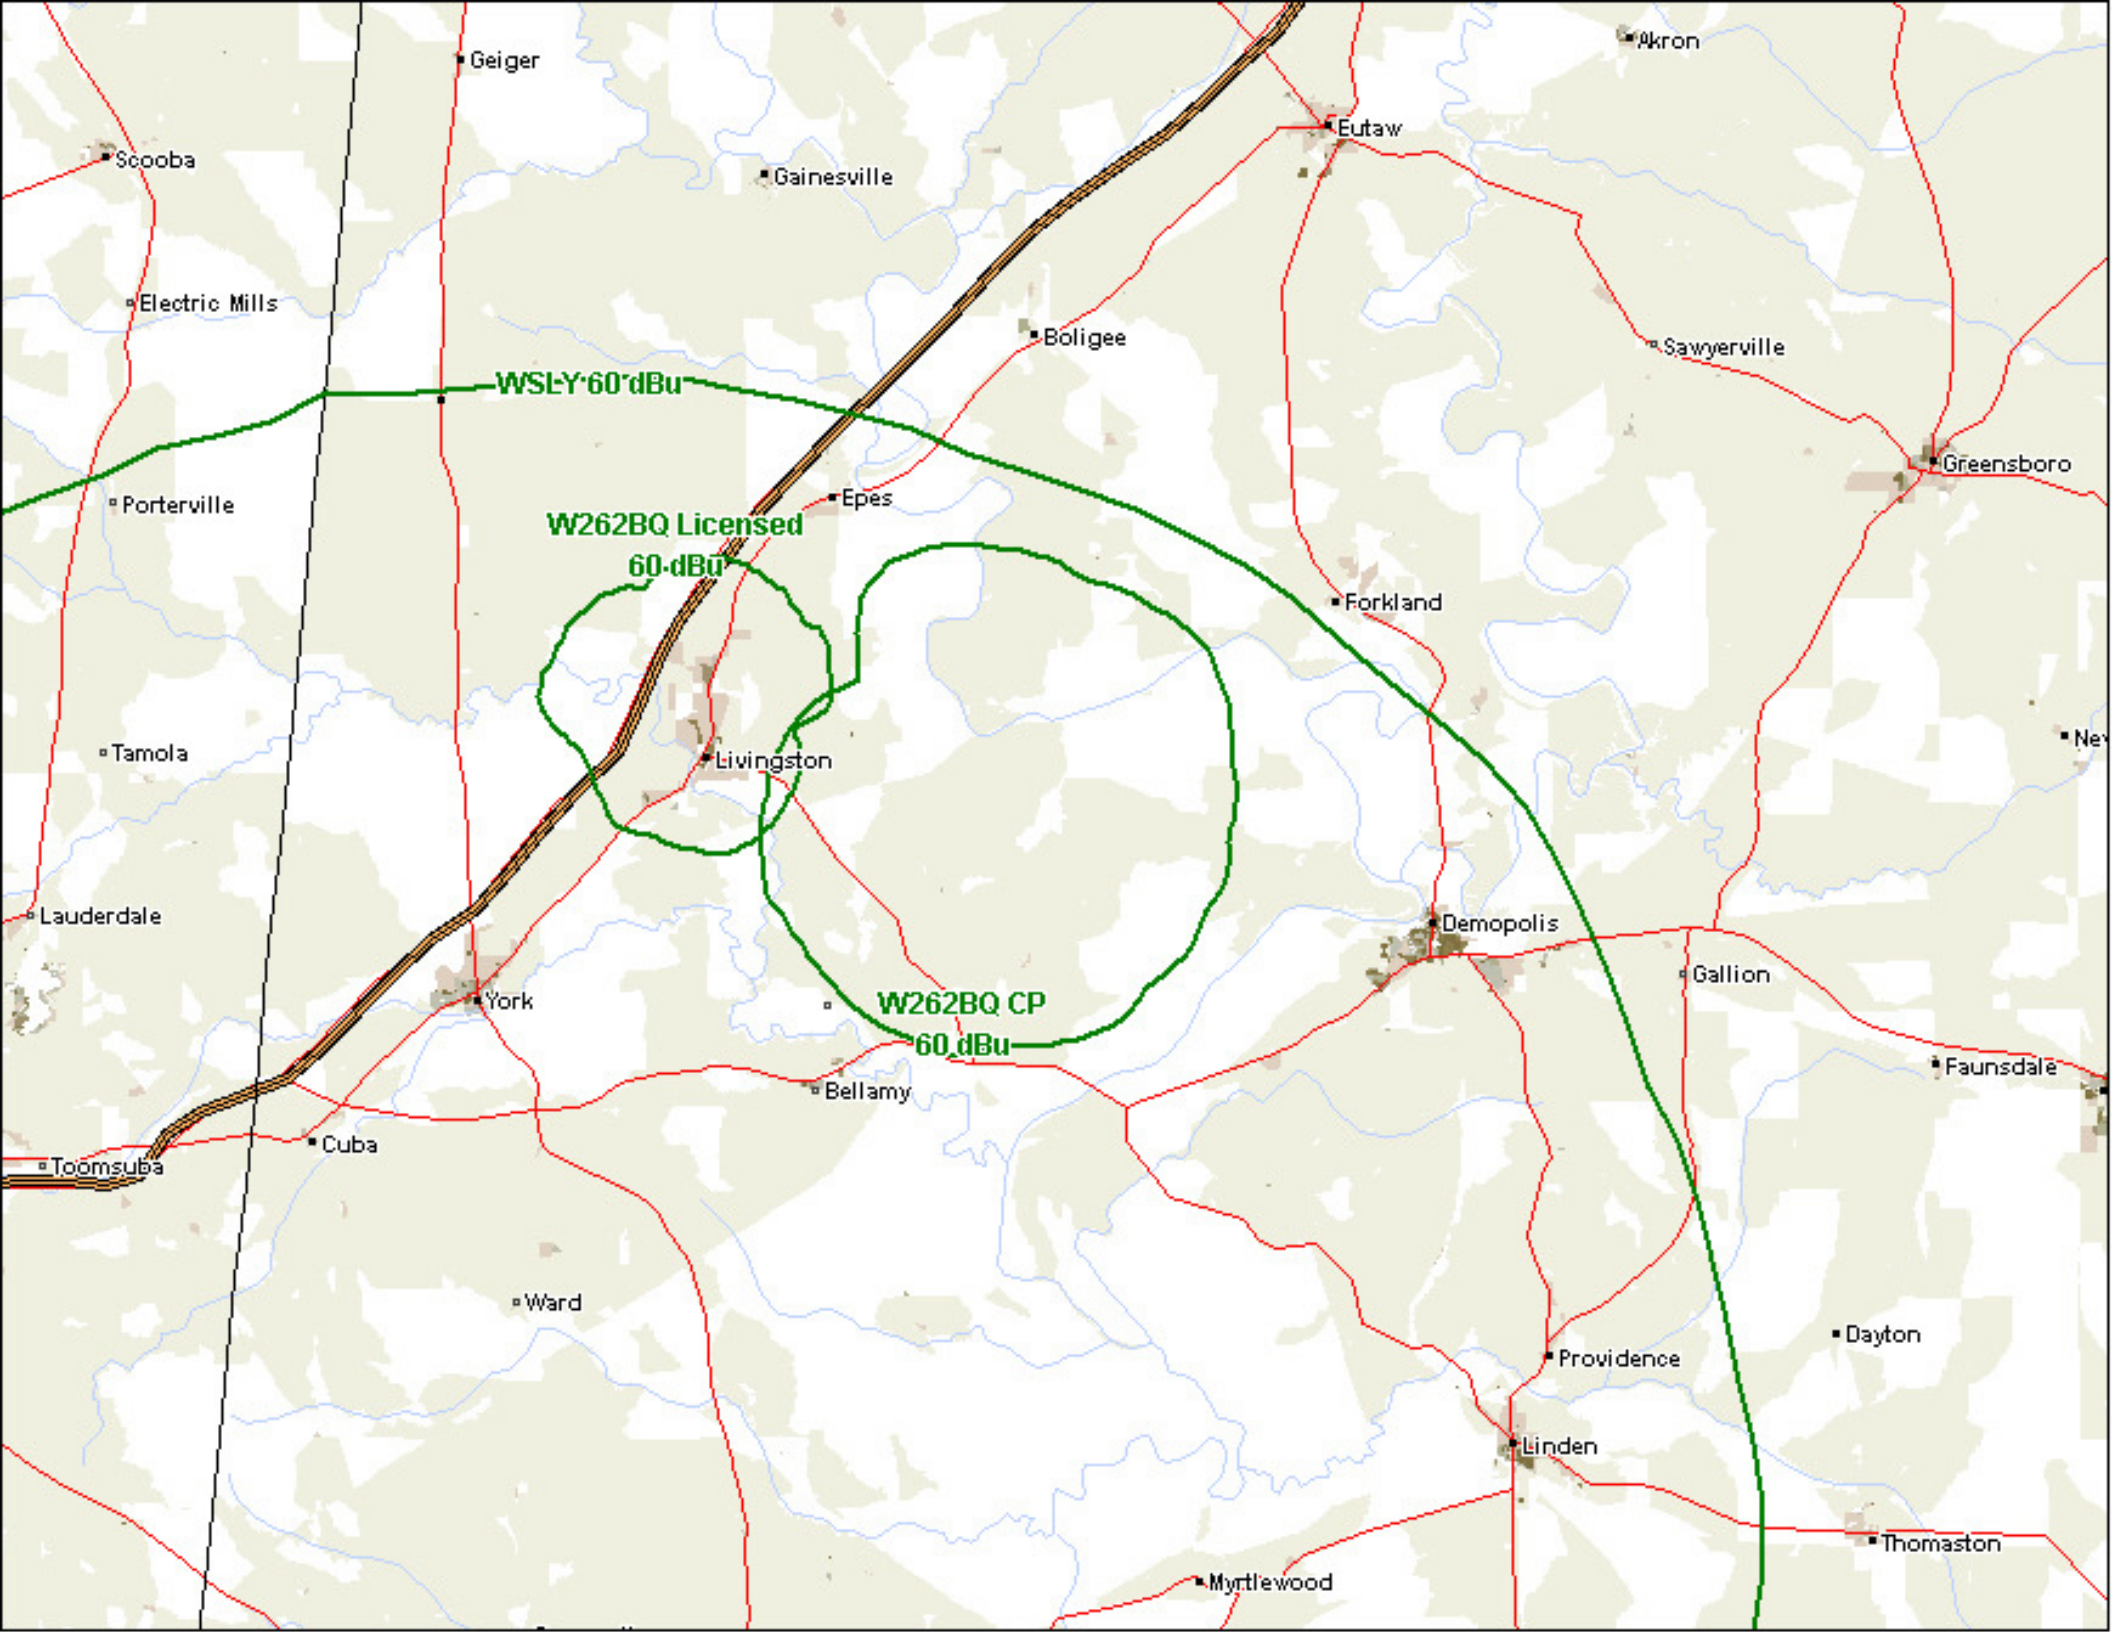 Akron
Geiger
Eutaw
Scooba
Gainesville
Electric Mills
Boligee
Sawyerville
WSLY 60 dBu
Greensboro
Porterville
Epes
W262BQ Licensed
60 dBu
Forkland
Tamola
Livingston
Lauderdale
Demopolis
Gallion
York
W262BQ CP
60 dBu
Faunsdale
Bellamy
Cuba
Toomsuba
Ward
Dayton
Providence
Linden
Thomaston
Myrtlewood